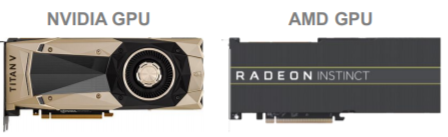 NVIDIA GPU
AMD GPU
TITAN V
RADEON INSTINCT